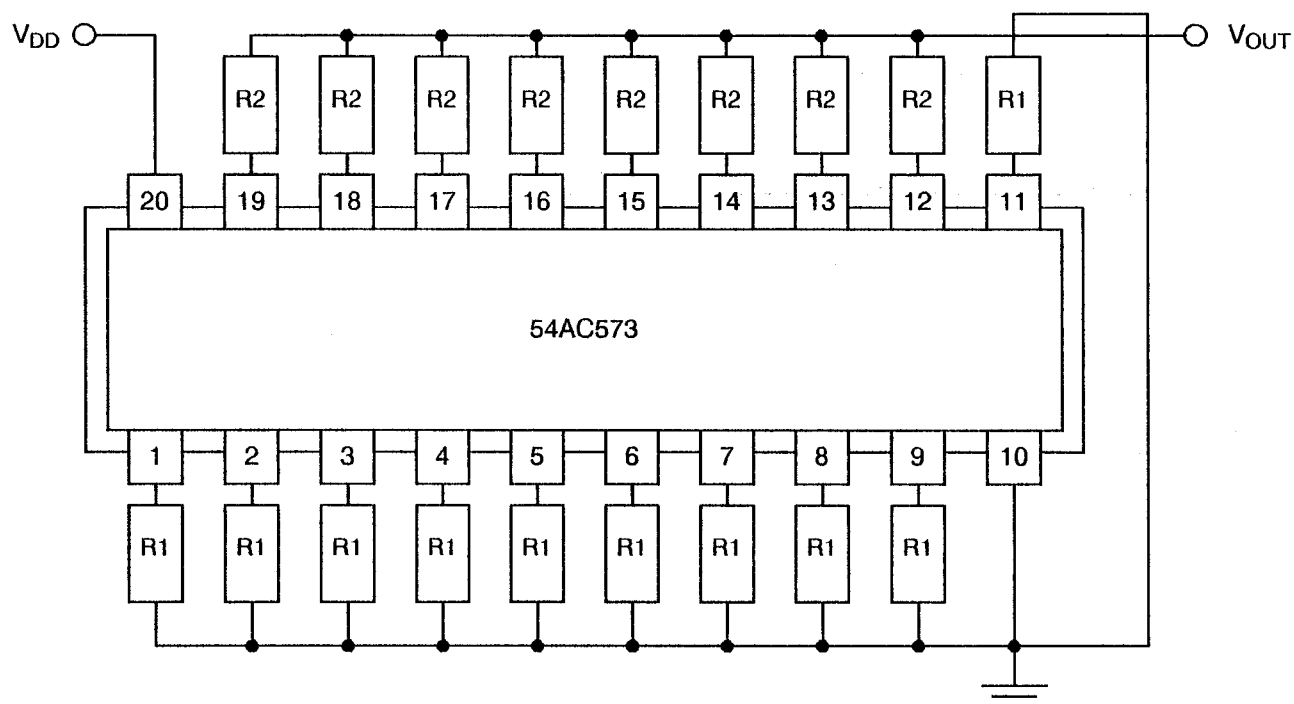 VDD VOUT
R2 R2 R2 R2 R2 R2 R2 R2 R1
20 19 18 17 16 15 14 13 12 11
54AC573
1 2 3 4 5 6 7 8 9 10
R1 R1 R1 R1 R1 R1 R1 R1 R1